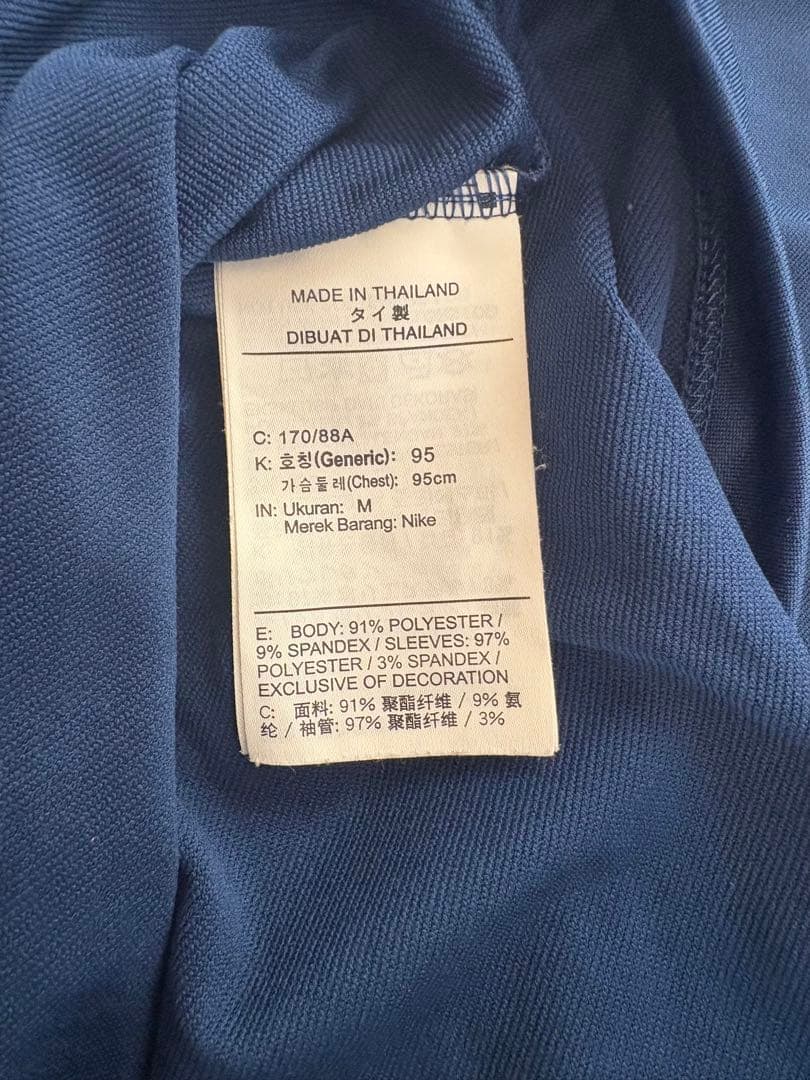 MADE IN THAILAND
タイ製
DIBUAT DI THAILAND
C: 170/88A
K: 호칭(Generic): 95
가슴둘레(Chest): 95cm
IN: Ukuran: M
Merek Barang: Nike
E: BODY: 91% POLYESTER /
9% SPANDEX / SLEEVES: 97%
POLYESTER / 3% SPANDEX /
EXCLUSIVE OF DECORATION
C: 面料: 91% 聚酯纤维 / 9% 氨
纶 / 袖管: 97% 聚酯纤维 / 3%